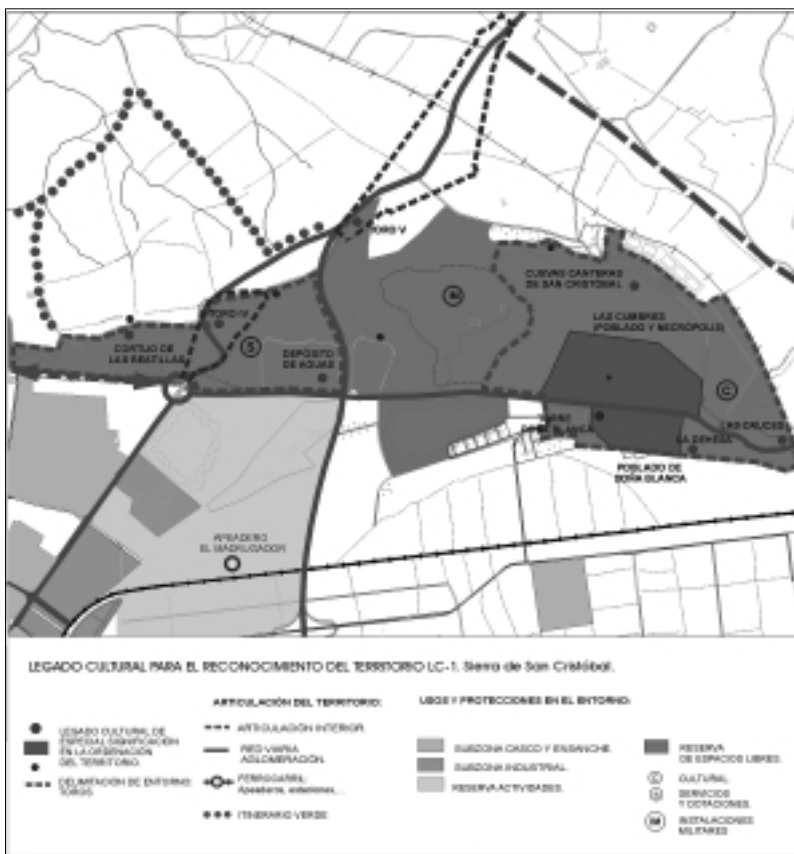 TORO V
CUEVAS CANTERAS
DE SAN CRISTÓBAL
TORO IV
LAS CUMBRES
(POBLADO Y NECRÓPOLIS)
M
CORTIJO DE
LAS BEATILLAS
S
DEPÓSITO
DE AGUAS
C
LAS CRUCES
BLANCA
LA DEHESA
POBLADO DE
DOÑA BLANCA
APEADERO
EL MADRUGADOR
LEGADO CULTURAL PARA EL RECONOCIMIENTO DEL TERRITORIO LC-1. Sierra de San Cristóbal.
ARTICULACIÓN DEL TERRITORIO:
USOS Y PROTECCIONES EN EL ENTORNO:
LEGADO CULTURAL DE
ESPECIAL SIGNIFICACIÓN
EN LA ORDENACIÓN
DEL TERRITORIO.
DELIMITACIÓN DE ENTORNO:
TOROS
ARTICULACIÓN INTERIOR.
RED VIARIA
AGLOMERACIÓN.
FERROCARRIL:
Apeaderos, estaciones,...
ITINERARIO VERDE
SUBZONA CASCO Y ENSANCHE.
SUBZONA INDUSTRIAL.
RESERVA ACTIVIDADES.
RESERVA
DE ESPACIOS LIBRES.
C CULTURAL.
S SERVICIOS
Y DOTACIONES.
M INSTALACIONES
MILITARES